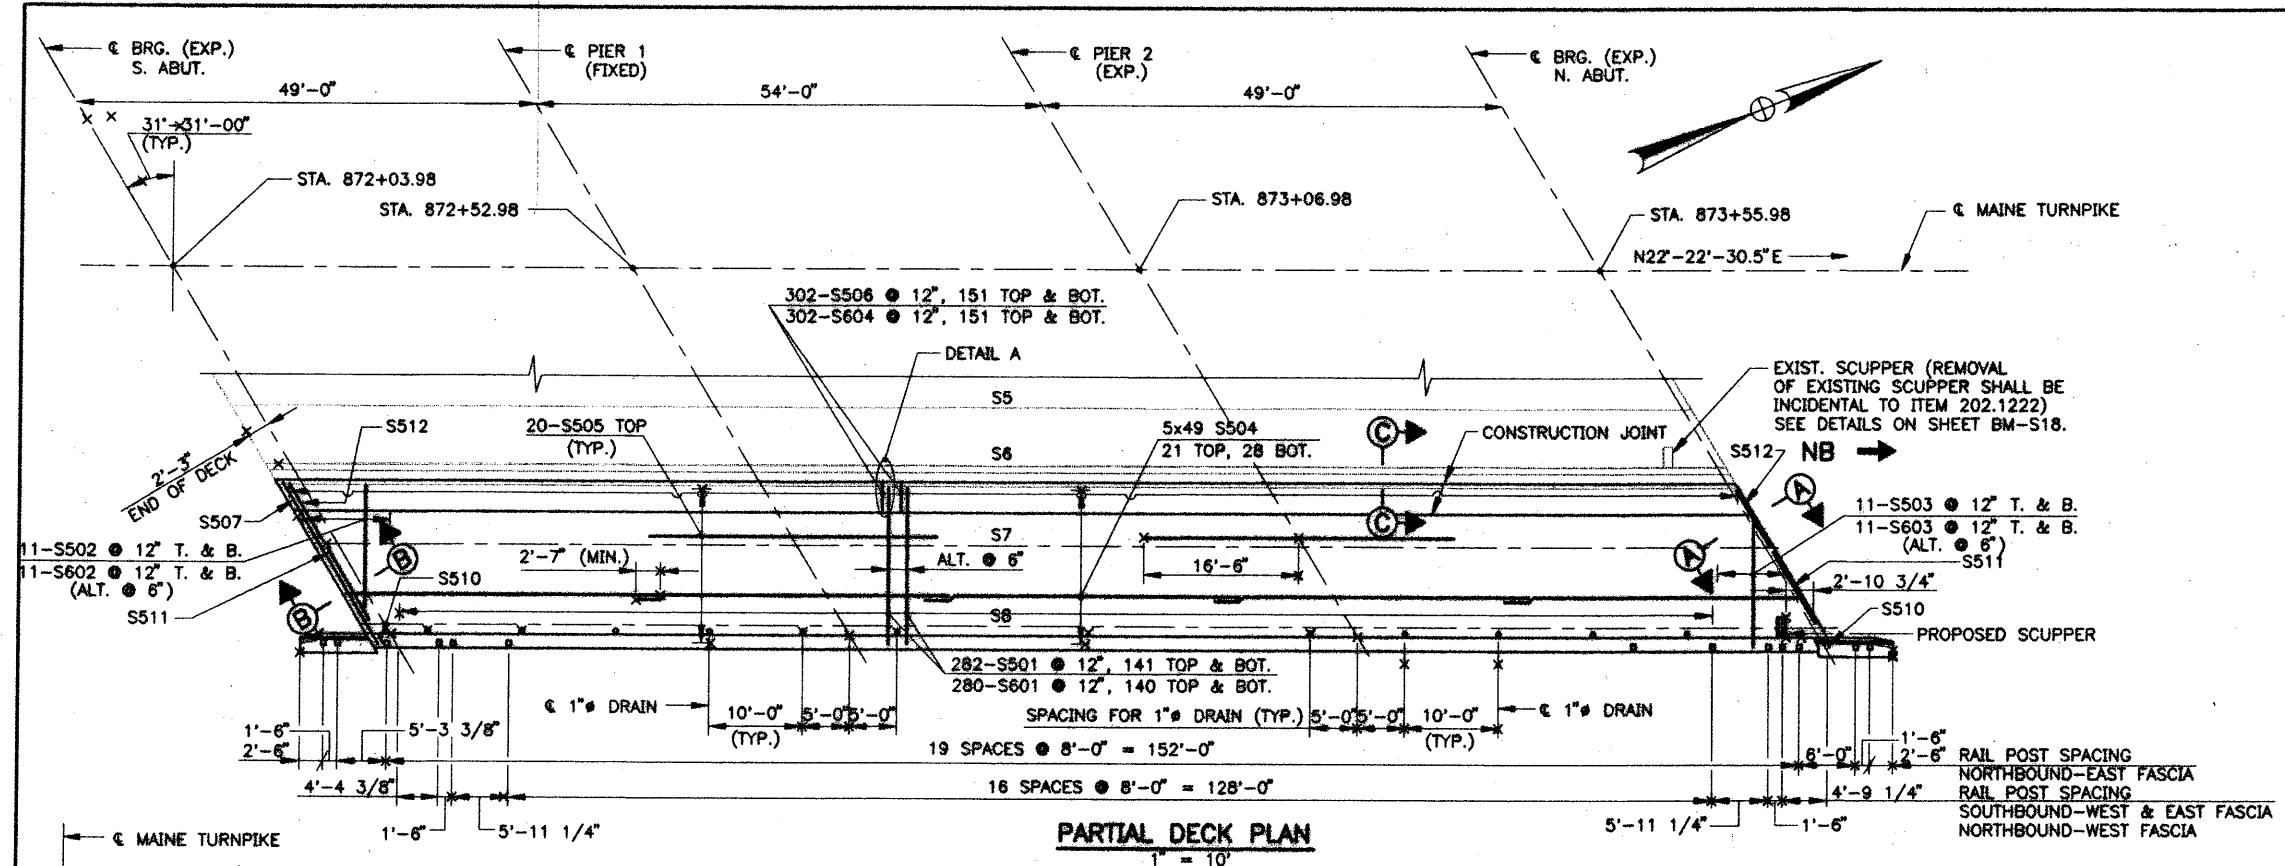 ℄ BRG. (EXP.)
S. ABUT.
℄ PIER 1
(FIXED)
℄ PIER 2
(EXP.)
℄ BRG. (EXP.)
N. ABUT.
49'-0"
54'-0"
49'-0"
31°-31'-00"
(TYP.)
STA. 872+03.98
STA. 872+52.98
STA. 873+06.98
STA. 873+55.98
℄ MAINE TURNPIKE
N22°-22'-30.5"E
302-S506 @ 12", 151 TOP & BOT.
302-S604 @ 12", 151 TOP & BOT.
DETAIL A
EXIST. SCUPPER (REMOVAL
OF EXISTING SCUPPER SHALL BE
INCIDENTAL TO ITEM 202.1222)
SEE DETAILS ON SHEET BM-S18.
S5
S512
20-S505 TOP
(TYP.)
5x49 S504
21 TOP, 28 BOT.
C
CONSTRUCTION JOINT
S6
S512
NB
2'-3"
END OF DECK
A
S507
C
11-S503 @ 12" T. & B.
11-S603 @ 12" T. & B.
(ALT. @ 6")
S7
11-S502 @ 12" T. & B.
11-S602 @ 12" T. & B.
(ALT. @ 6")
B
2'-7" (MIN.)
ALT. @ 6"
16'-6"
A
S511
S510
2'-10 3/4"
S511
B
S8
S510
PROPOSED SCUPPER
282-S501 @ 12", 141 TOP & BOT.
280-S601 @ 12", 140 TOP & BOT.
℄ 1"ø DRAIN
10'-0"
(TYP.)
5'-0"
5'-0"
SPACING FOR 1"ø DRAIN (TYP.)
5'-0"
5'-0"
10'-0"
(TYP.)
℄ 1"ø DRAIN
1'-6"
2'-6"
5'-3 3/8"
19 SPACES @ 8'-0" = 152'-0"
6'-0"
1'-6"
2'-6"
RAIL POST SPACING
NORTHBOUND-EAST FASCIA
4'-4 3/8"
16 SPACES @ 8'-0" = 128'-0"
4'-9 1/4"
RAIL POST SPACING
SOUTHBOUND-WEST & EAST FASCIA
NORTHBOUND-WEST FASCIA
1'-6"
5'-11 1/4"
5'-11 1/4"
1'-6"
℄ MAINE TURNPIKE
PARTIAL DECK PLAN
1" = 10'